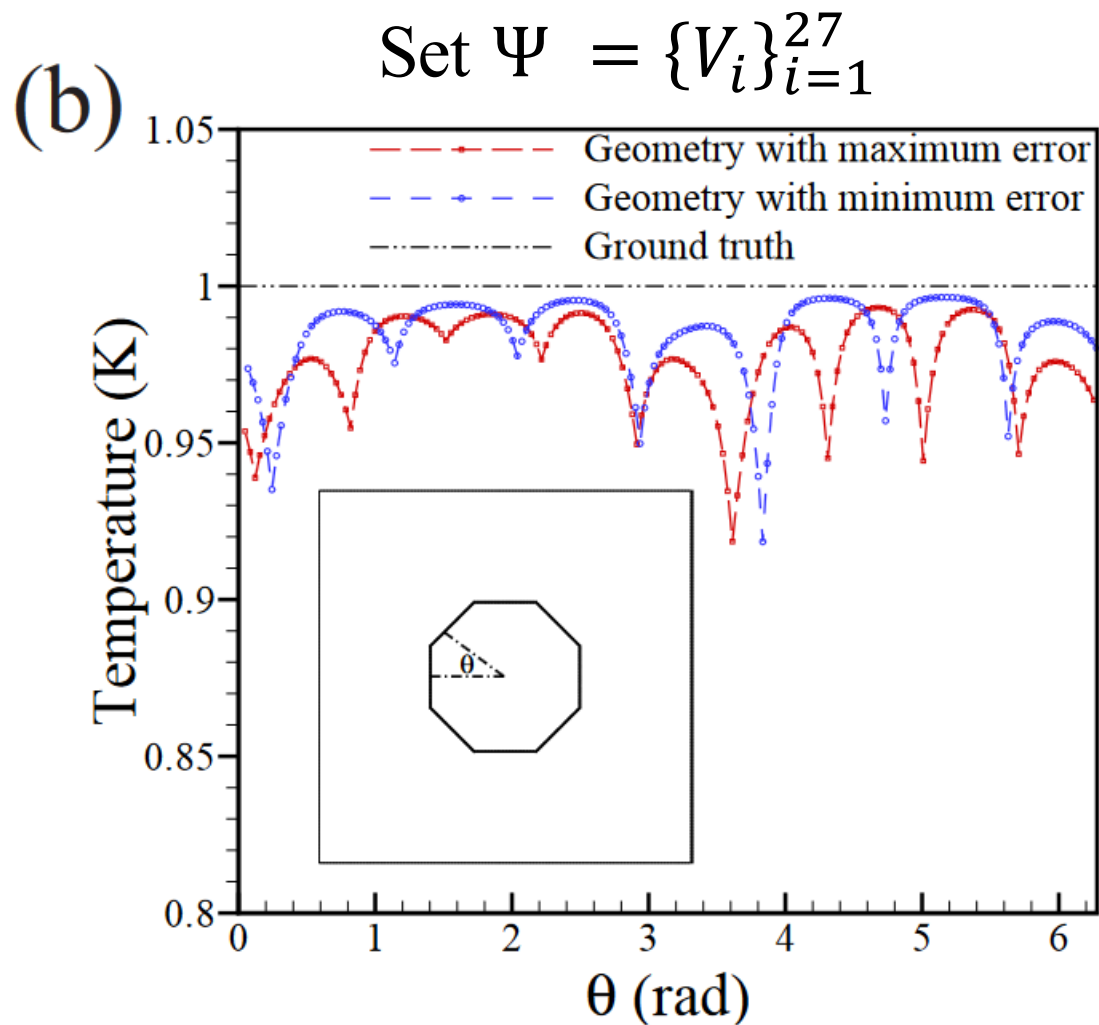 Set Ψ = {V_i}_{i=1}^{27}
(b)
1.05
Geometry with maximum error
Geometry with minimum error
Ground truth
1
0.95
0.9
0.85
0.8
Temperature (K)
θ
0 1 2 3 4 5 6
θ (rad)